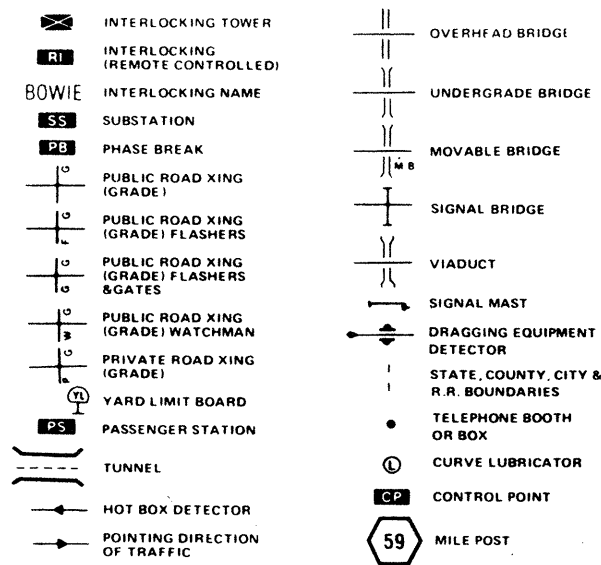 INTERLOCKING TOWER
RI INTERLOCKING
(REMOTE CONTROLLED)
BOWIE INTERLOCKING NAME
SS SUBSTATION
PB PHASE BREAK
G PUBLIC ROAD XING
(GRADE)
G PUBLIC ROAD XING
F (GRADE) FLASHERS
G PUBLIC ROAD XING
G (GRADE) FLASHERS
&GATES
G PUBLIC ROAD XING
W (GRADE) WATCHMAN
G PRIVATE ROAD XING
P (GRADE)
YL YARD LIMIT BOARD
PS PASSENGER STATION
TUNNEL
HOT BOX DETECTOR
POINTING DIRECTION
OF TRAFFIC
OVERHEAD BRIDGE
UNDERGRADE BRIDGE
MOVABLE BRIDGE
M B
SIGNAL BRIDGE
VIADUCT
SIGNAL MAST
DRAGGING EQUIPMENT
DETECTOR
STATE, COUNTY, CITY &
R.R. BOUNDARIES
TELEPHONE BOOTH
OR BOX
L CURVE LUBRICATOR
CP CONTROL POINT
59 MILE POST